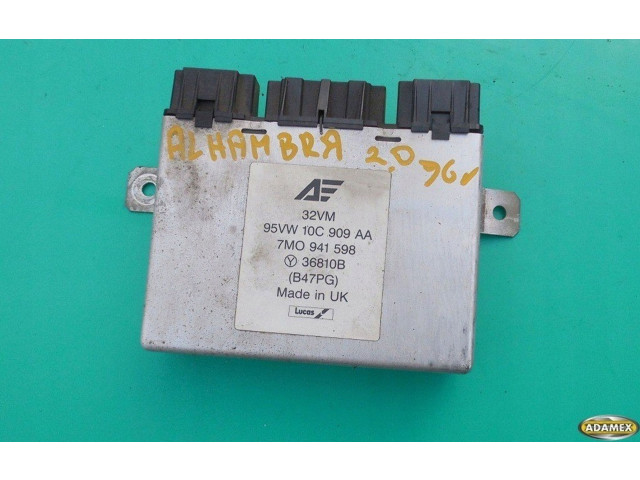 ALHAMBRA 2.0 96r
AE
32VM
95VW 10C 909 AA
7MO 941 598
Y 36810B
(B47PG)
Made in UK
Lucas
ADAMEX